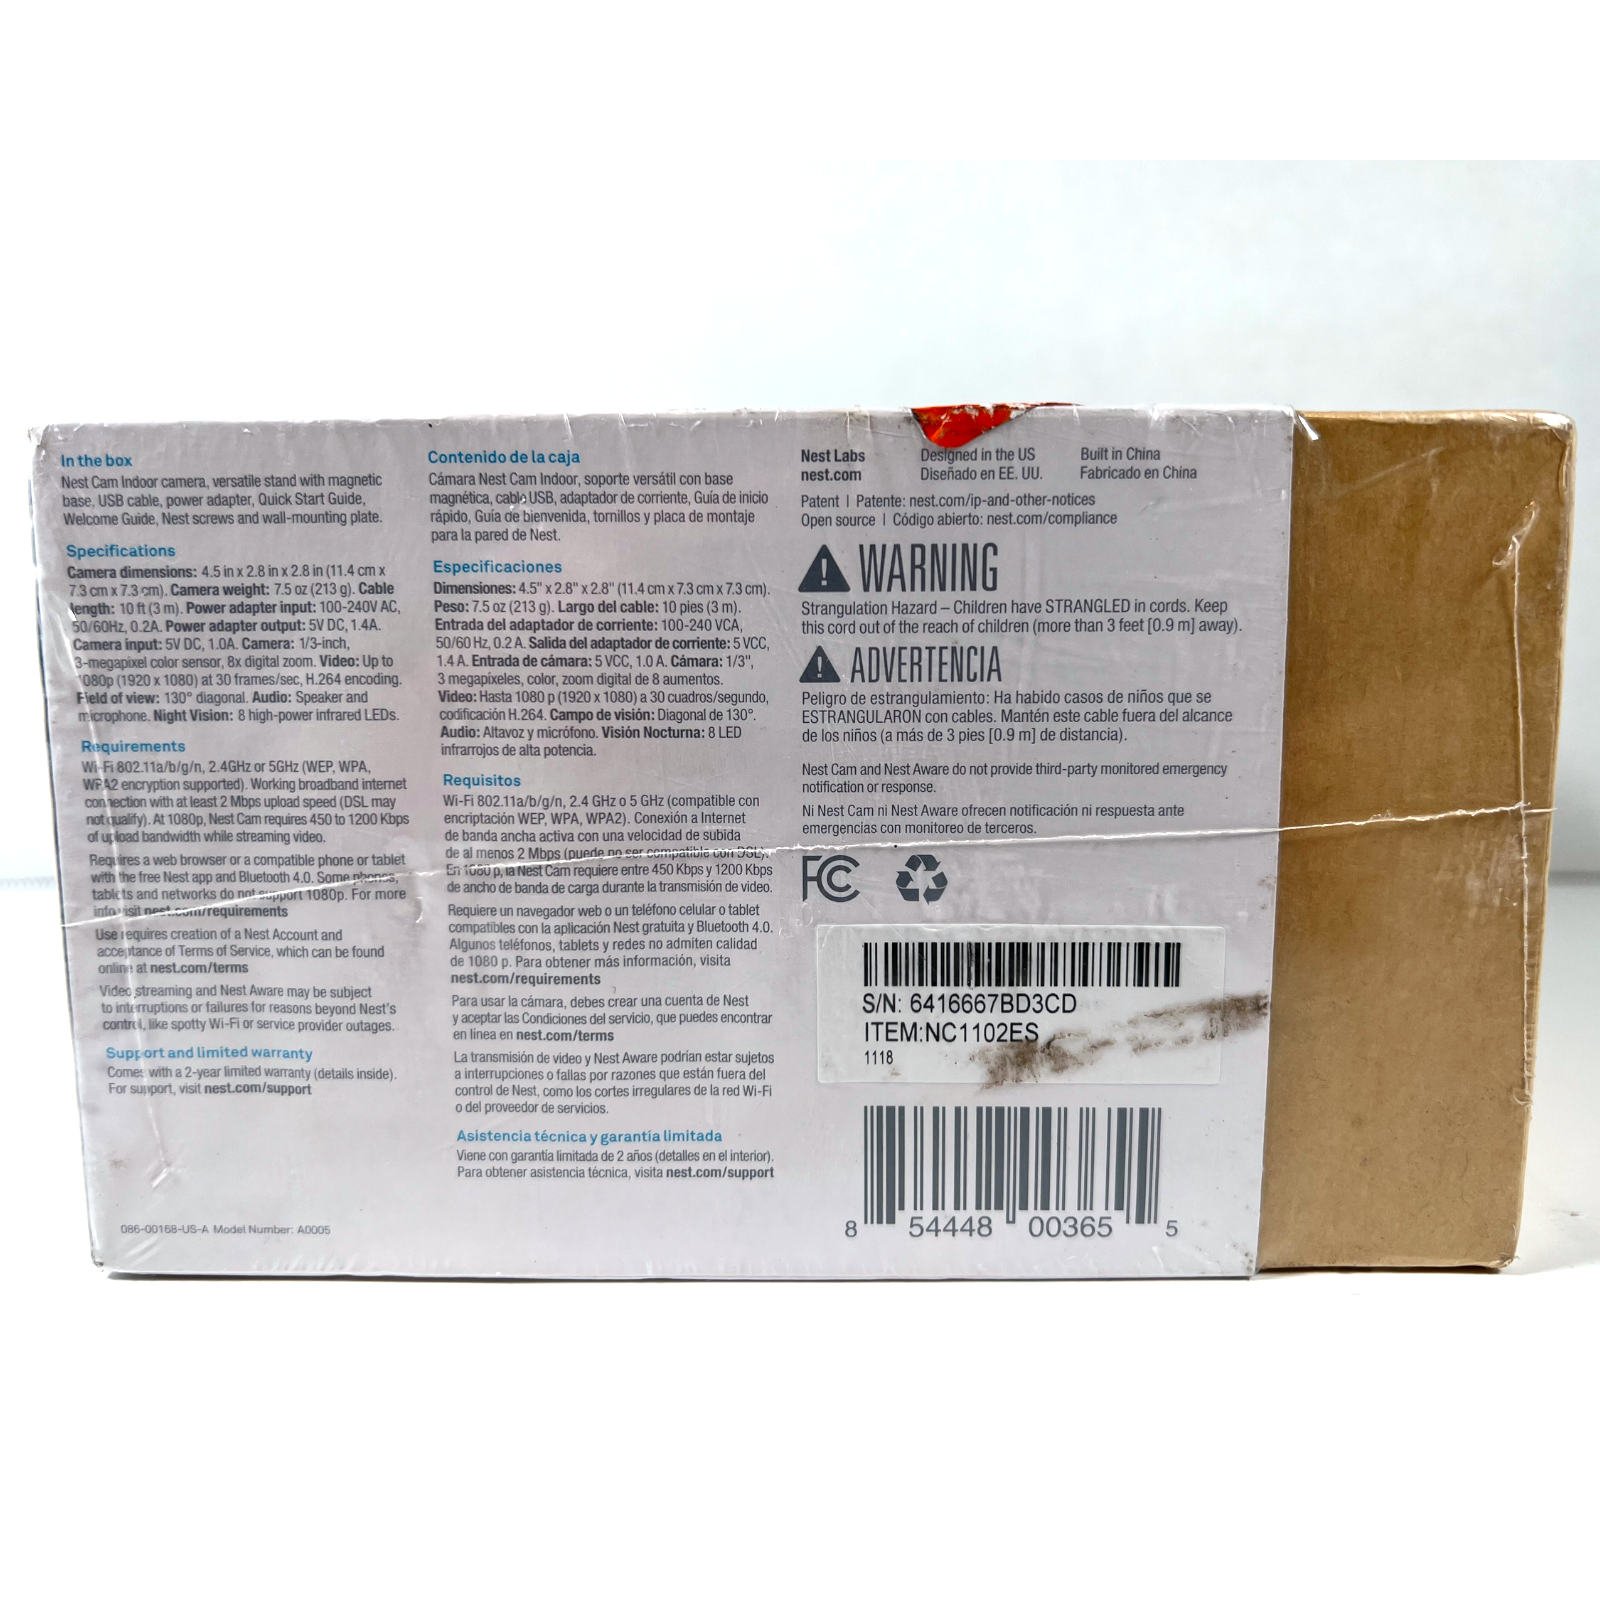 In the box
Nest Cam Indoor camera, versatile stand with magnetic
base, USB cable, power adapter, Quick Start Guide,
Welcome Guide, Nest screws and wall-mounting plate.
Specifications
Camera dimensions: 4.5 in x 2.8 in x 2.8 in (11.4 cm x
7.3 cm x 7.3 cm). Camera weight: 7.5 oz (213 g). Cable
length: 10 ft (3 m). Power adapter input: 100-240V AC,
50/60Hz, 0.2A. Power adapter output: 5V DC, 1.4A.
Camera input: 5V DC, 1.0A. Camera: 1/3-inch,
3-megapixel color sensor, 8x digital zoom. Video: Up to
1080p (1920 x 1080) at 30 frames/sec, H.264 encoding.
Field of view: 130° diagonal. Audio: Speaker and
microphone. Night Vision: 8 high-power infrared LEDs.
Requirements
Wi-Fi 802.11a/b/g/n, 2.4GHz or 5GHz (WEP, WPA,
WPA2 encryption supported). Working broadband internet
connection with at least 2 Mbps upload speed (DSL may
not qualify). At 1080p, Nest Cam requires 450 to 1200 Kbps
of upload bandwidth while streaming video.
Requires a web browser or a compatible phone or tablet
with the free Nest app and Bluetooth 4.0. Some phones,
tablets and networks do not support 1080p. For more
info visit nest.com/requirements
Use requires creation of a Nest Account and
acceptance of Terms of Service, which can be found
online at nest.com/terms
Video streaming and Nest Aware may be subject
to interruptions or failures for reasons beyond Nest's
control, like spotty Wi-Fi or service provider outages.
Support and limited warranty
Comes with a 2-year limited warranty (details inside).
For support, visit nest.com/support
086-00168-US-A Model Number: A0005
Contenido de la caja
Cámara Nest Cam Indoor, soporte versátil con base
magnética, cable USB, adaptador de corriente, Guía de inicio
rápido, Guía de bienvenida, tornillos y placa de montaje
para la pared de Nest.
Especificaciones
Dimensiones: 4.5" x 2.8" x 2.8" (11.4 cm x 7.3 cm x 7.3 cm).
Peso: 7.5 oz (213 g). Largo del cable: 10 pies (3 m).
Entrada del adaptador de corriente: 100-240 VCA,
50/60 Hz, 0.2 A. Salida del adaptador de corriente: 5 VCC,
1.4 A. Entrada de cámara: 5 VCC, 1.0 A. Cámara: 1/3",
3 megapíxeles, color, zoom digital de 8 aumentos.
Video: Hasta 1080 p (1920 x 1080) a 30 cuadros/segundo,
codificación H.264. Campo de visión: Diagonal de 130°.
Audio: Altavoz y micrófono. Visión Nocturna: 8 LED
infrarrojos de alta potencia.
Requisitos
Wi-Fi 802.11a/b/g/n, 2.4 GHz o 5 GHz (compatible con
encriptación WEP, WPA, WPA2). Conexión a Internet
de banda ancha activa con una velocidad de subida
de al menos 2 Mbps (puede no ser compatible con DSL).
En 1080 p, la Nest Cam requiere entre 450 Kbps y 1200 Kbps
de ancho de banda de carga durante la transmisión de video.
Requiere un navegador web o un teléfono celular o tablet
compatibles con la aplicación Nest gratuita y Bluetooth 4.0.
Algunos teléfonos, tablets y redes no admiten calidad
de 1080 p. Para obtener más información, visita
nest.com/requirements
Para usar la cámara, debes crear una cuenta de Nest
y aceptar las Condiciones del servicio, que puedes encontrar
en línea en nest.com/terms
La transmisión de video y Nest Aware podrían estar sujetos
a interrupciones o fallas por razones que están fuera del
control de Nest, como los cortes irregulares de la red Wi-Fi
o del proveedor de servicios.
Asistencia técnica y garantía limitada
Viene con garantía limitada de 2 años (detalles en el interior).
Para obtener asistencia técnica, visita nest.com/support
Nest Labs Designed in the US Built in China
nest.com Diseñado en EE. UU. Fabricado en China
Patent | Patente: nest.com/ip-and-other-notices
Open source | Código abierto: nest.com/compliance
WARNING
Strangulation Hazard – Children have STRANGLED in cords. Keep
this cord out of the reach of children (more than 3 feet [0.9 m] away).
ADVERTENCIA
Peligro de estrangulamiento: Ha habido casos de niños que se
ESTRANGULARON con cables. Mantén este cable fuera del alcance
de los niños (a más de 3 pies [0.9 m] de distancia).
Nest Cam and Nest Aware do not provide third-party monitored emergency
notification or response.
Ni Nest Cam ni Nest Aware ofrecen notificación ni respuesta ante
emergencias con monitoreo de terceros.
FC
S/N: 6416667BD3CD
ITEM:NC1102ES
1118
8 54448 00365 5